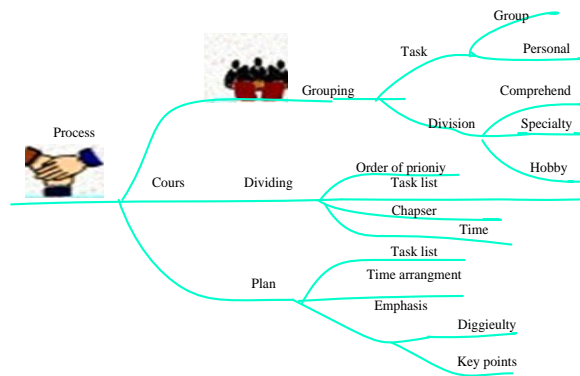 Group
Task
Personal
Comprehend
Grouping
Division
Specialty
Hobby
Process
Cours
Dividing
Order of prioniy
Task list
Chapser
Time
Plan
Task list
Time arrangment
Emphasis
Diggieulty
Key points